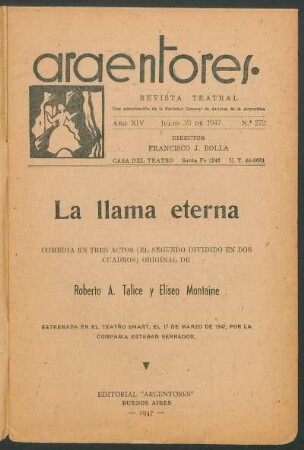 argentores.
REVISTA TEATRAL
Con autorización de la Sociedad General de Autores de la Argentina
AÑO XIV JULIO 30 DE 1947 N.º 272
DIRECTOR
FRANCISCO J. BOLLA
CASA DEL TEATRO Santa Fe 1243 U. T. 44-6661
La llama eterna
COMEDIA EN TRES ACTOS (EL SEGUNDO DIVIDIDO EN DOS
CUADROS) ORIGINAL DE
Roberto A. Talice y Eliseo Montaine
ESTRENADA EN EL TEATRO SMART, EL 17 DE MARZO DE 1947, POR LA
COMPAÑIA ESTEBAN SERRADOR.
EDITORIAL "ARGENTORES"
BUENOS AIRES
— 1947 —